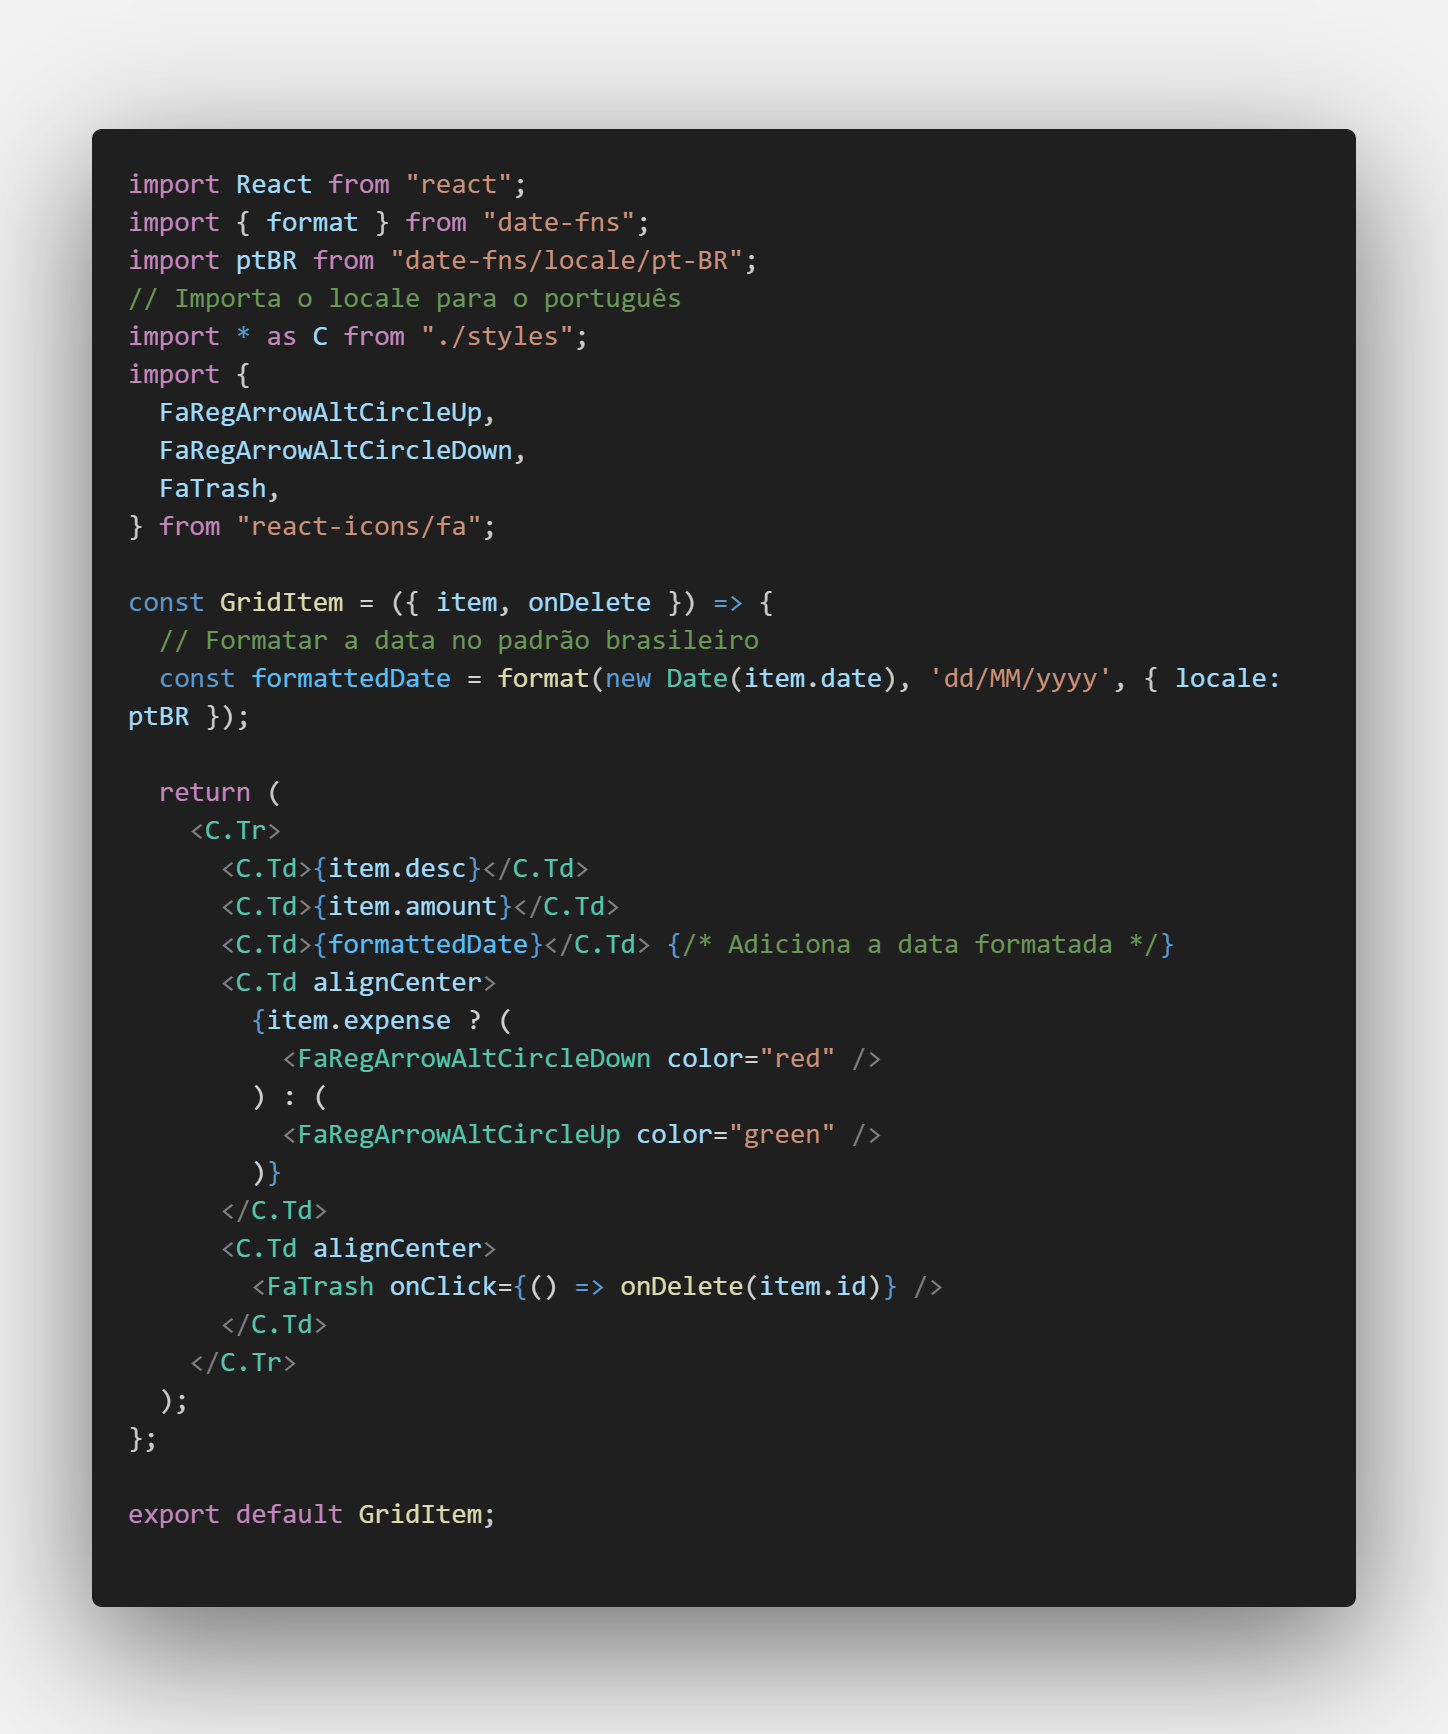 import React from "react";
import { format } from "date-fns";
import ptBR from "date-fns/locale/pt-BR";
// Importa o locale para o português
import * as C from "./styles";
import {
  FaRegArrowAltCircleUp,
  FaRegArrowAltCircleDown,
  FaTrash,
} from "react-icons/fa";

const GridItem = ({ item, onDelete }) => {
  // Formatar a data no padrão brasileiro
  const formattedDate = format(new Date(item.date), 'dd/MM/yyyy', { locale:
ptBR });

  return (
    <C.Tr>
      <C.Td>{item.desc}</C.Td>
      <C.Td>{item.amount}</C.Td>
      <C.Td>{formattedDate}</C.Td> {/* Adiciona a data formatada */}
      <C.Td alignCenter>
        {item.expense ? (
          <FaRegArrowAltCircleDown color="red" />
        ) : (
          <FaRegArrowAltCircleUp color="green" />
        )}
      </C.Td>
      <C.Td alignCenter>
        <FaTrash onClick={() => onDelete(item.id)} />
      </C.Td>
    </C.Tr>
  );
};

export default GridItem;